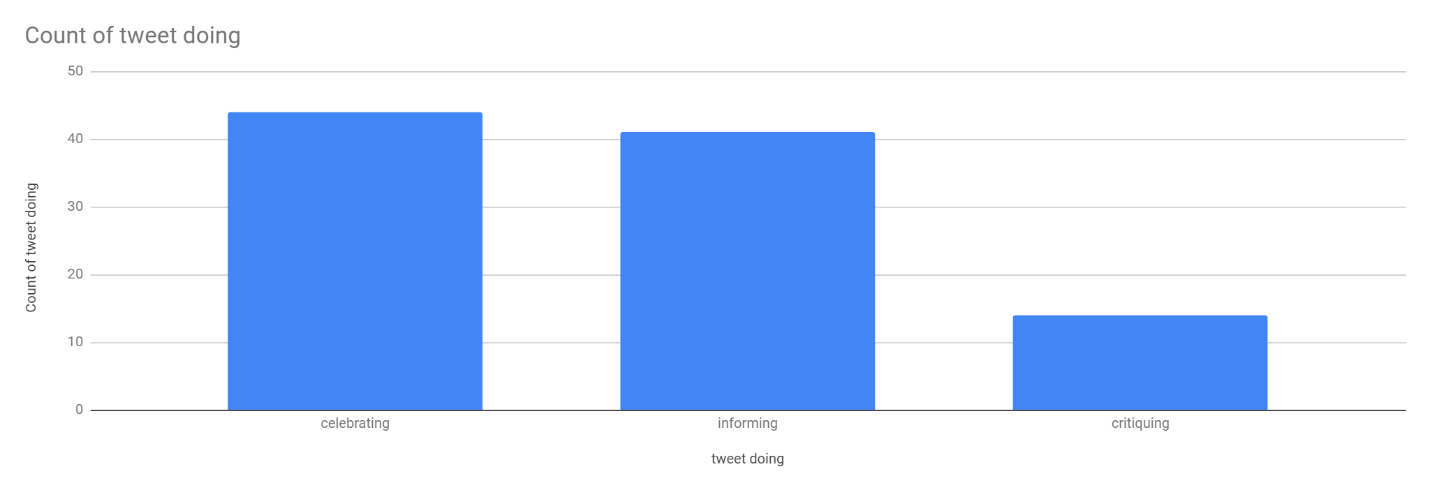 Count of tweet doing
Count of tweet doing
50
40
30
20
10
0
celebrating
informing
critiquing
tweet doing